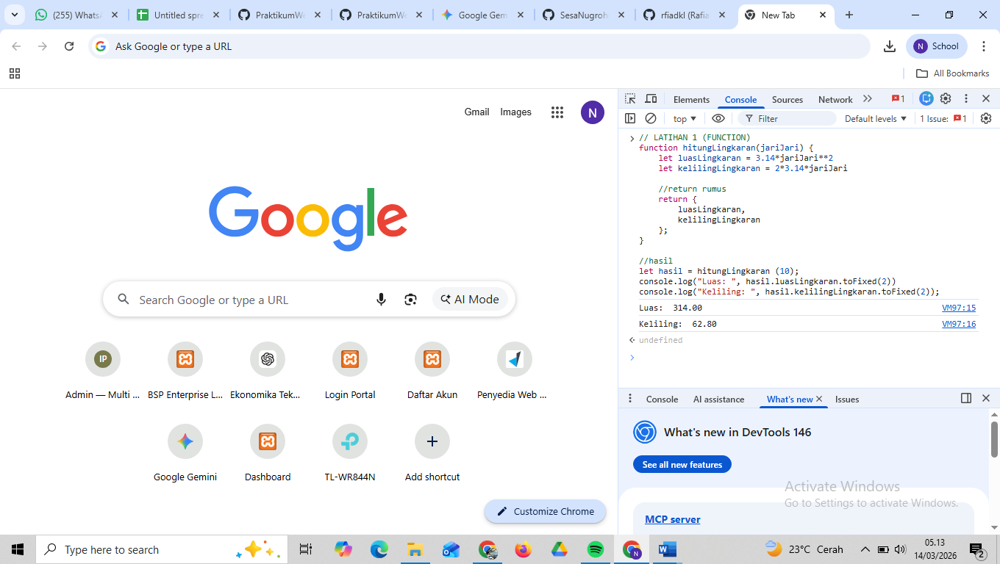 (255) Whats
Untitled spre
PraktikumWe
PraktikumWe
Google Gem
SesaNugroh
rfiadkl (Rafia
New Tab
Ask Google or type a URL
N
School
All Bookmarks
Gmail
Images
N
Google
Search Google or type a URL
AI Mode
IP
Admin — Multi ...
BSP Enterprise L...
Ekonomika Tek...
Login Portal
Daftar Akun
Penyedia Web ...
Google Gemini
Dashboard
TL-WR844N
Add shortcut
Customize Chrome
Elements
Console
Sources
Network
1
top
Filter
Default levels
1 Issue:
1
// LATIHAN 1 (FUNCTION)
function hitungLingkaran(jariJari) {
let luasLingkaran = 3.14*jariJari**2
let kelilingLingkaran = 2*3.14*jariJari
//return rumus
return {
luasLingkaran,
kelilingLingkaran
};
}
//hasil
let hasil = hitungLingkaran (10);
console.log("Luas: ", hasil.luasLingkaran.toFixed(2))
console.log("Keliling: ", hasil.kelilingLingkaran.toFixed(2));
Luas:  314.00
VM97:15
Keliling:  62.80
VM97:16
undefined
Console
AI assistance
What's new
Issues
What's new in DevTools 146
See all new features
MCP server
Activate Windows
Go to Settings to activate Windows.
Type here to search
N
W
23°C
Cerah
05.13
14/03/2026
2